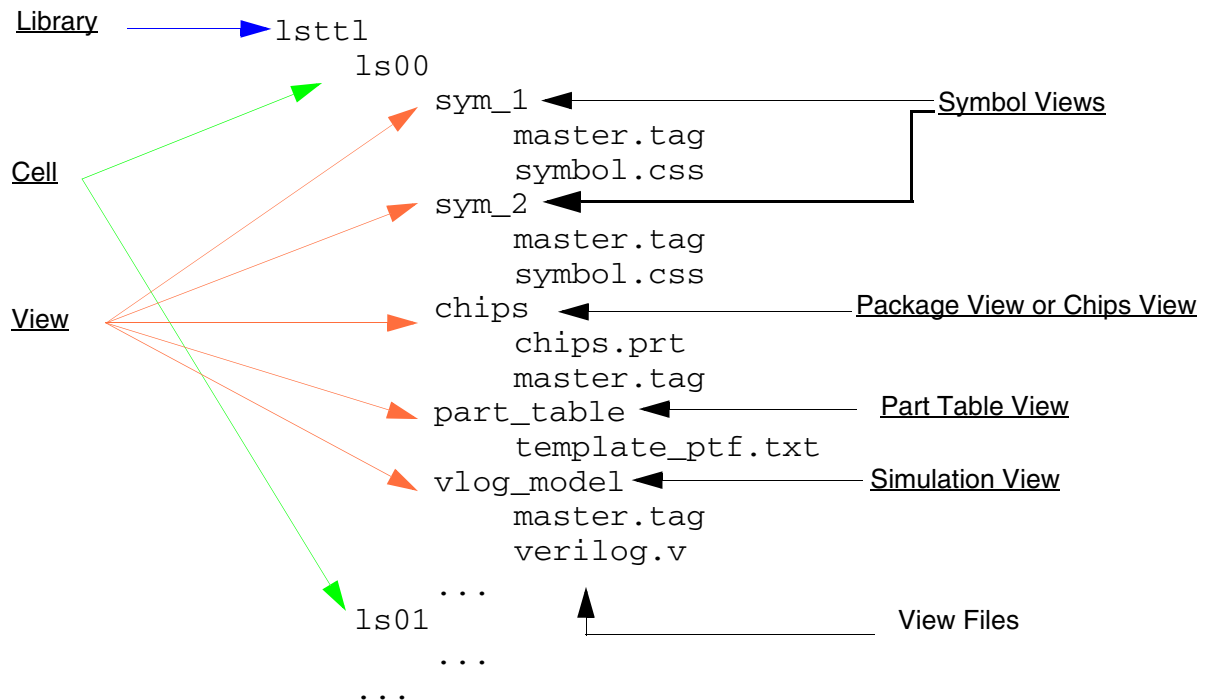 Library
lsttl
ls00
sym_1
Symbol Views
master.tag
symbol.css
Cell
sym_2
master.tag
symbol.css
View
chips
Package View or Chips View
chips.prt
master.tag
part_table
Part Table View
template_ptf.txt
vlog_model
Simulation View
master.tag
verilog.v
...
ls01
View Files
...
...